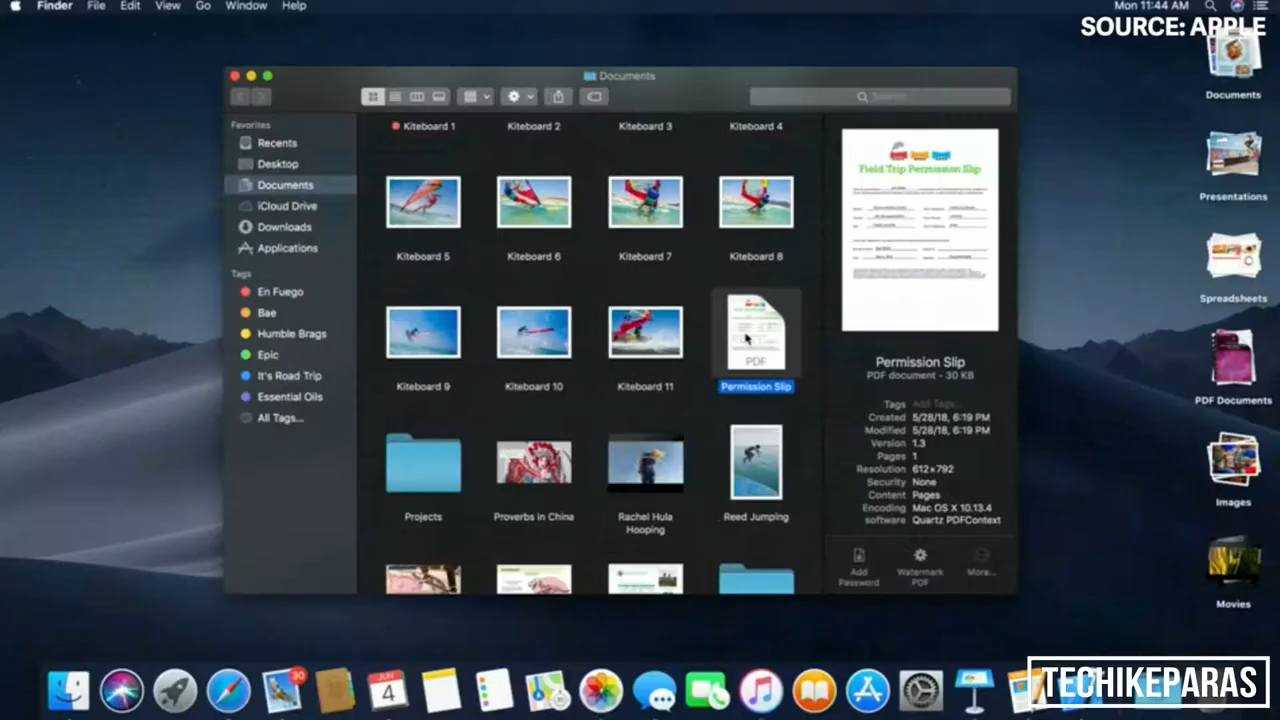 Finder File Edit View Go Window Help
Mon 11:44 AM
SOURCE: APPLE
Documents
Search
Favorites
Recents
Desktop
Documents
iCloud Drive
Downloads
Applications
Tags
En Fuego
Bae
Humble Brags
Epic
It's Road Trip
Essential Oils
All Tags...
Kiteboard 1 Kiteboard 2 Kiteboard 3 Kiteboard 4
Kiteboard 5 Kiteboard 6 Kiteboard 7 Kiteboard 8
PDF
Kiteboard 9 Kiteboard 10 Kiteboard 11 Permission Slip
Projects Proverbs in China Rachel Hula Reed Jumping
Hooping
Field Trip Permission Slip
Permission Slip
PDF document - 30 KB
Tags Add Tags...
Created 5/28/18, 6:19 PM
Modified 5/28/18, 6:19 PM
Version 1.3
Pages 1
Resolution 612×792
Security None
Content Pages
Encoding Mac OS X 10.13.4
software Quartz PDFContext
Add Watermark More...
Password PDF
Documents
Presentations
Spreadsheets
PDF Documents
Images
Movies
30
JUN
4
TECHIKEPARAS